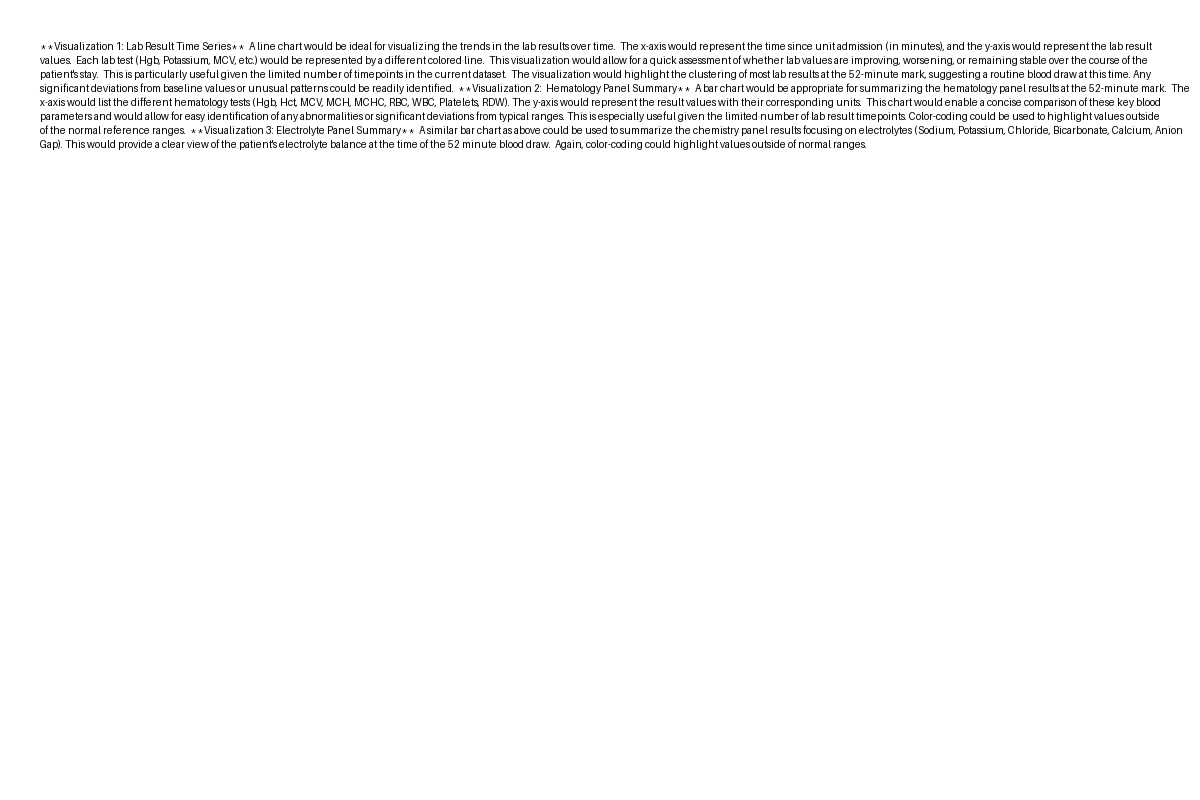 **Visualization 1: Lab Result Time Series**  A line chart would be ideal for visualizing the trends in the lab results over time.  The x-axis would represent the time since unit admission (in minutes), and the y-axis would represent the lab result
values.  Each lab test (Hgb, Potassium, MCV, etc.) would be represented by a different colored line.  This visualization would allow for a quick assessment of whether lab values are improving, worsening, or remaining stable over the course of the
patient's stay.  This is particularly useful given the limited number of timepoints in the current dataset.  The visualization would highlight the clustering of most lab results at the 52-minute mark, suggesting a routine blood draw at this time. Any
significant deviations from baseline values or unusual patterns could be readily identified.  **Visualization 2:  Hematology Panel Summary**  A bar chart would be appropriate for summarizing the hematology panel results at the 52-minute mark.  The
x-axis would list the different hematology tests (Hgb, Hct, MCV, MCH, MCHC, RBC, WBC, Platelets, RDW). The y-axis would represent the result values with their corresponding units.  This chart would enable a concise comparison of these key blood
parameters and would allow for easy identification of any abnormalities or significant deviations from typical ranges. This is especially useful given the limited number of lab result timepoints. Color-coding could be used to highlight values outside
of the normal reference ranges.  **Visualization 3: Electrolyte Panel Summary**  A similar bar chart as above could be used to summarize the chemistry panel results focusing on electrolytes (Sodium, Potassium, Chloride, Bicarbonate, Calcium, Anion
Gap). This would provide a clear view of the patient's electrolyte balance at the time of the 52 minute blood draw.  Again, color-coding could highlight values outside of normal ranges.